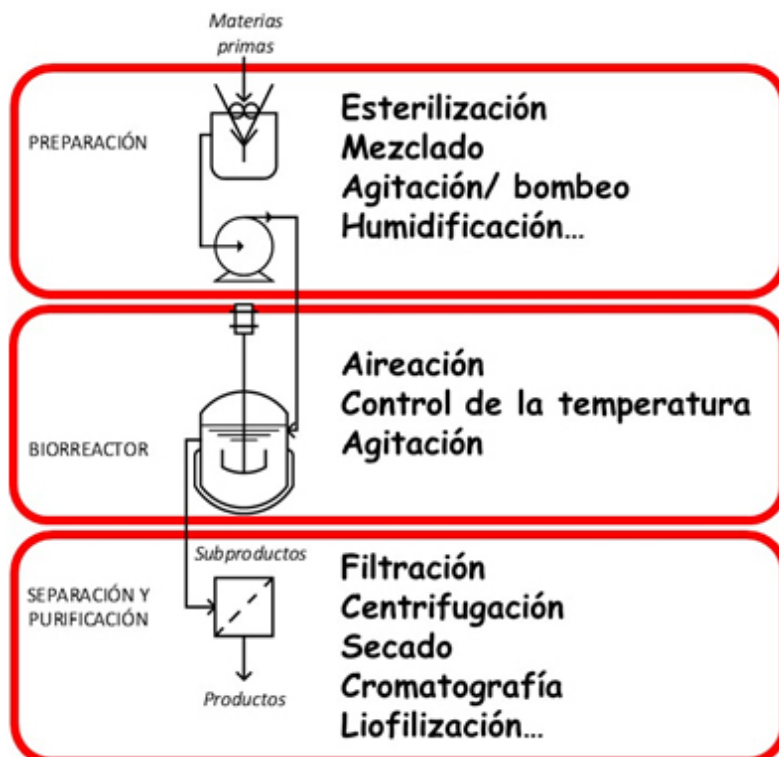 Materias
primas
PREPARACIÓN
Esterilización
Mezclado
Agitación/ bombeo
Humidificación...
BIORREACTOR
Aireación
Control de la temperatura
Agitación
Subproductos
SEPARACIÓN Y
PURIFICACIÓN
Productos
Filtración
Centrifugación
Secado
Cromatografía
Liofilización...